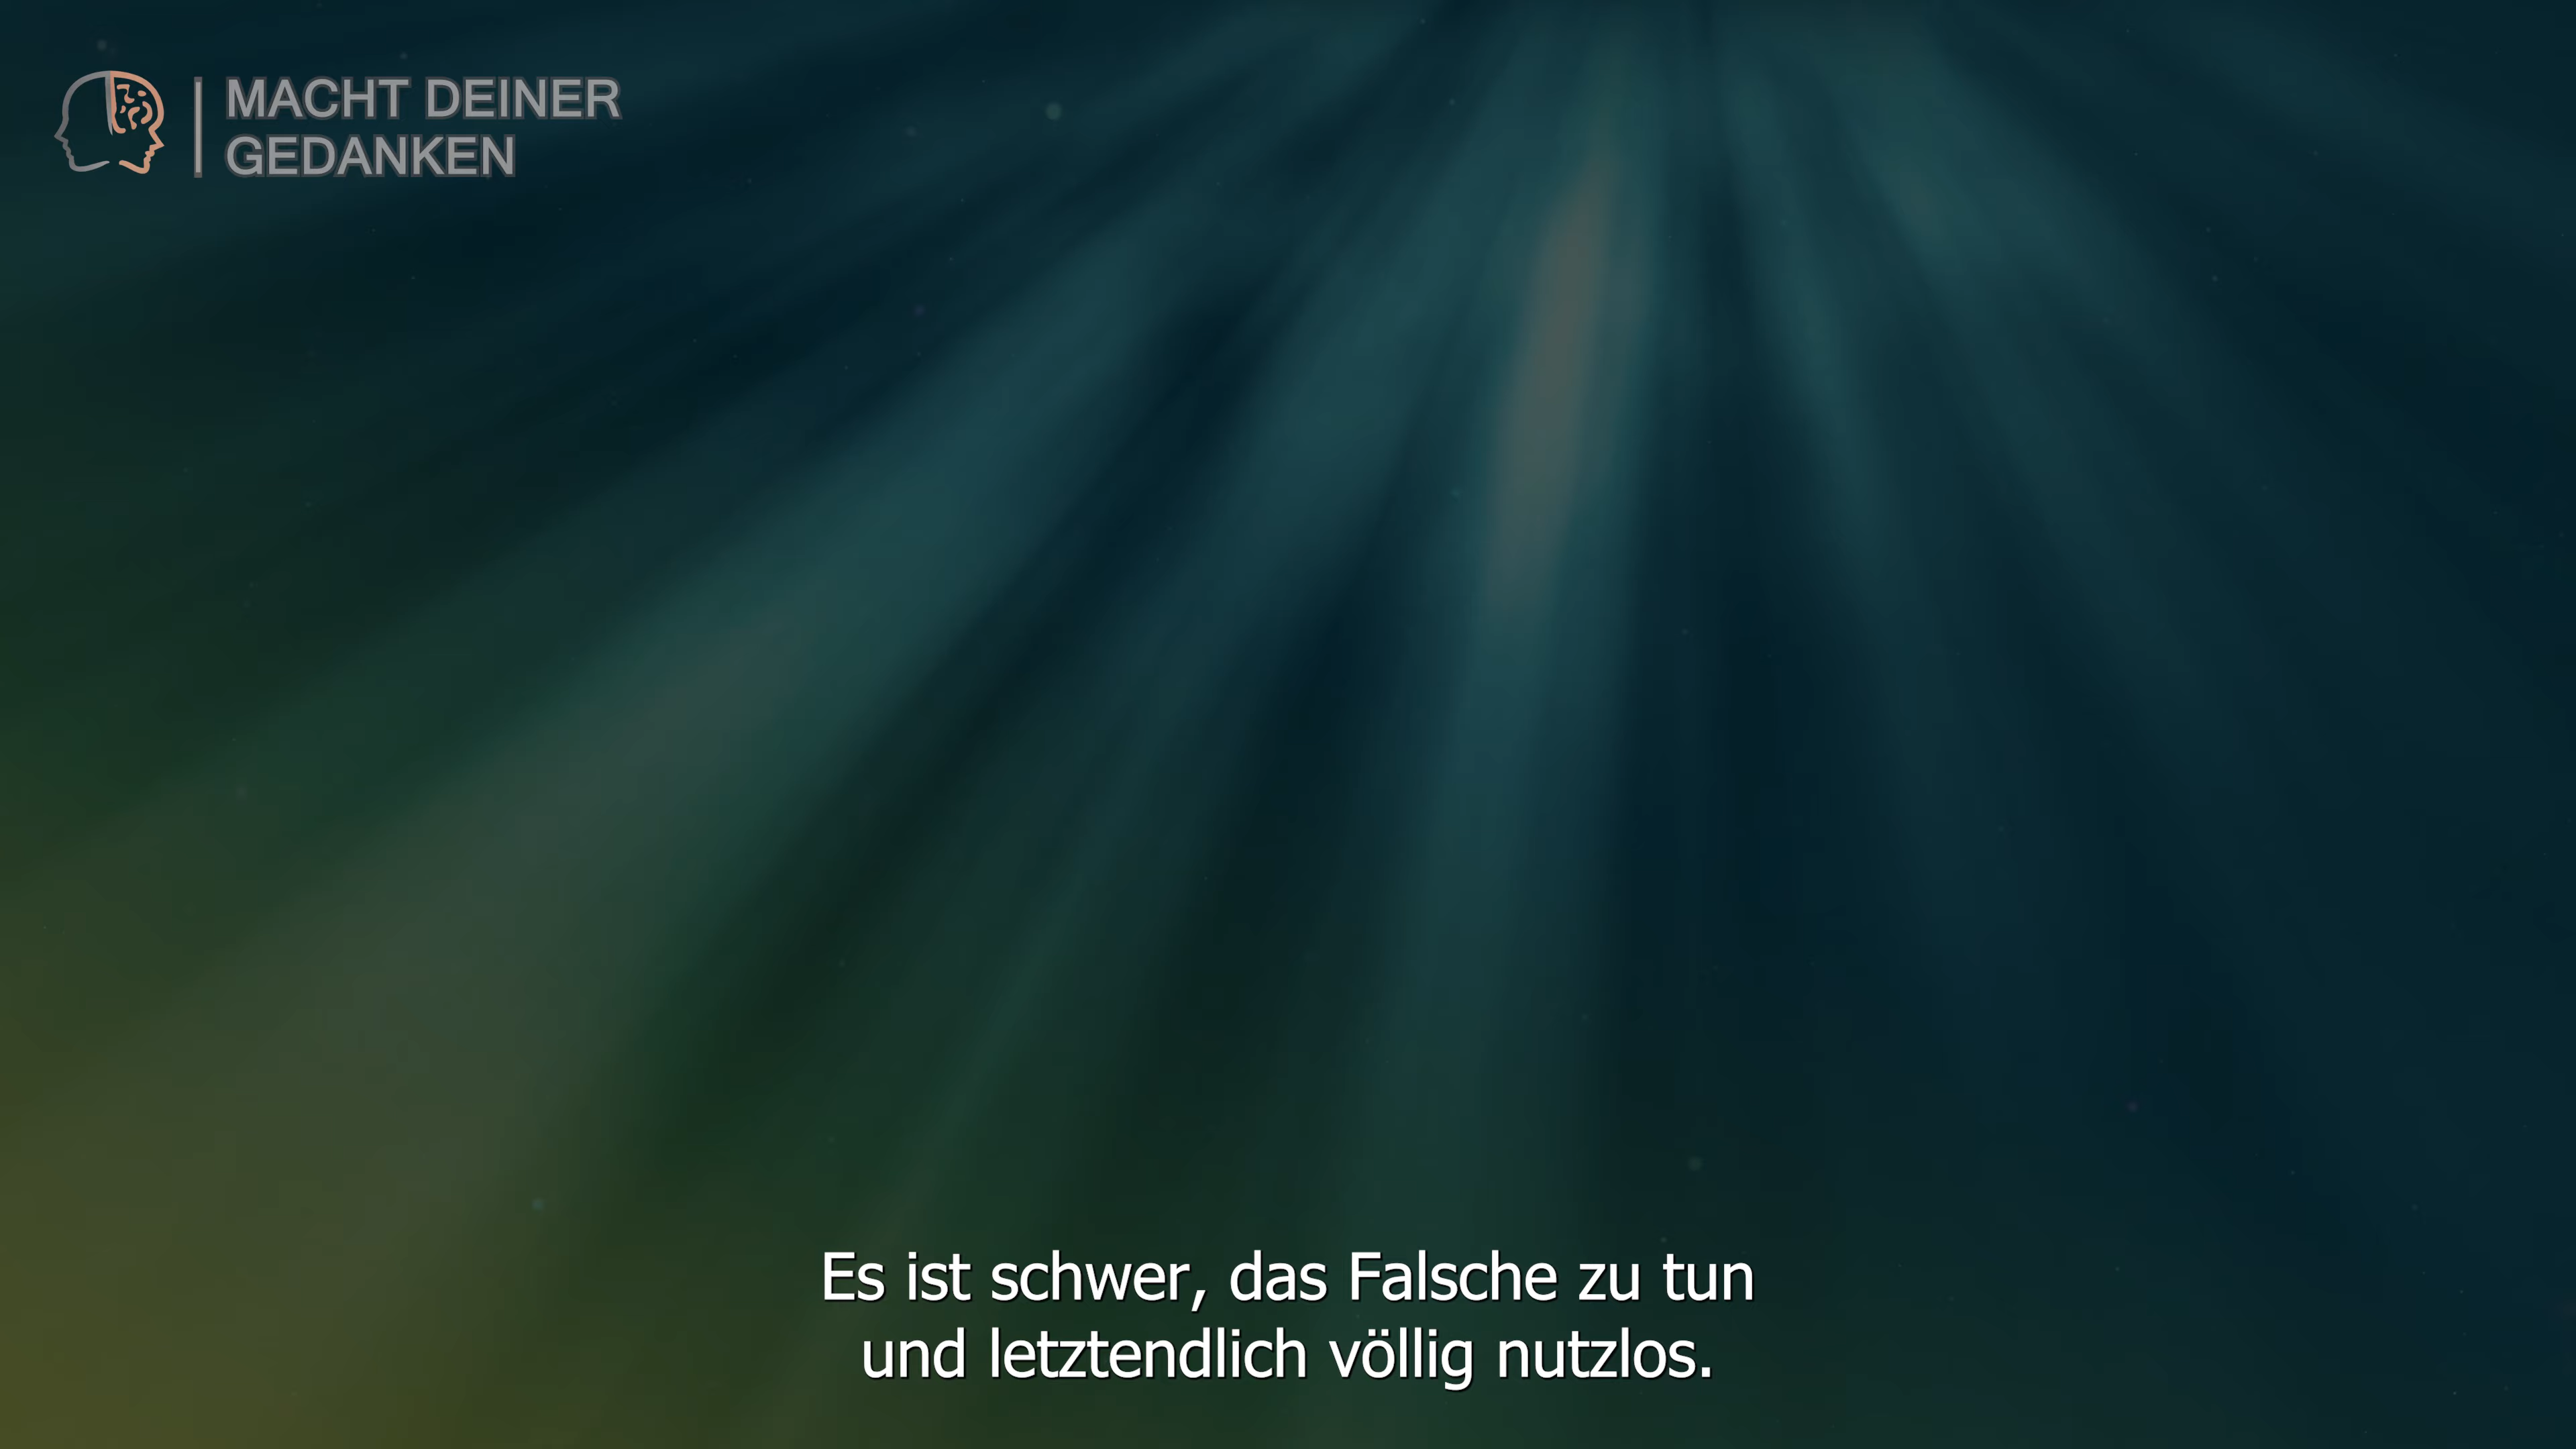 MACHT DEINER
GEDANKEN
Es ist schwer, das Falsche zu tun
und letztendlich völlig nutzlos.